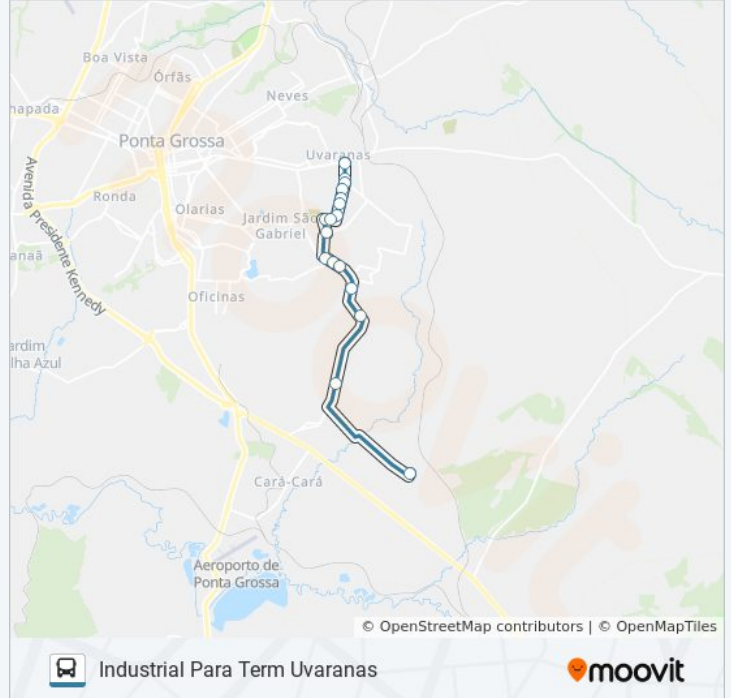 Boa Vista
Órfãs
hapada
Neves
Ponta Grossa
Uvaranas
Avenida Presidente Kennedy
Ronda
Olarias
Jardim São
Gabriel
anaã
Oficinas
ardim
lha Azul
Cará-Cará
Aeroporto de
Ponta Grossa
© OpenStreetMap contributors | © OpenMapTiles
Industrial Para Term Uvaranas
moovit